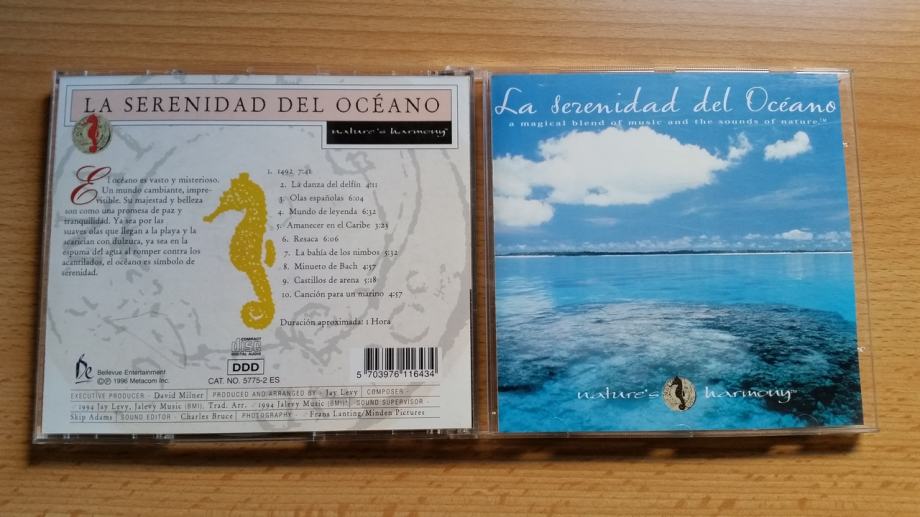 LA SERENIDAD DEL OCÉANO
nature's harmony™
El océano es vasto y misterioso.
Un mundo cambiante, impre-
visible. Su majestad y belleza
son como una promesa de paz y
tranquilidad. Ya sea por las
suaves olas que llegan a la playa y la
acarician con dulzura, ya sea en la
espuma del agua al romper contra los
acantilados, el océano es símbolo de
serenidad.
1. 1492 7:41
2. La danza del delfín 4:11
3. Olas españolas 6:04
4. Mundo de leyenda 6:32
5. Amanecer en el Caribe 3:23
6. Resaca 6:06
7. La bahía de los nimbos 5:32
8. Minueto de Bach 4:57
9. Castillos de arena 5:18
10. Canción para un marino 4:57
Duración aproximada: 1 Hora
Bellevue Entertainment
©℗ 1996 Metacom Inc.
COMPACT
disc
DIGITAL AUDIO
DDD
CAT. NO. 5775-2 ES
5 703976 116434
EXECUTIVE PRODUCER - David Milner | PRODUCED AND ARRANGED BY - Jay Levy | COMPOSER
- 1994 Jay Levy, Jalevy Music (BMI), Trad. Arr. - 1994 Jalevy Music (BMI) | SOUND SUPERVISOR -
Skip Adams | SOUND EDITOR - Charles Bruce | PHOTOGRAPHY - Frans Lanting/Minden Pictures
La serenidad del Océano
a magical blend of music and the sounds of nature.™
nature's harmony™